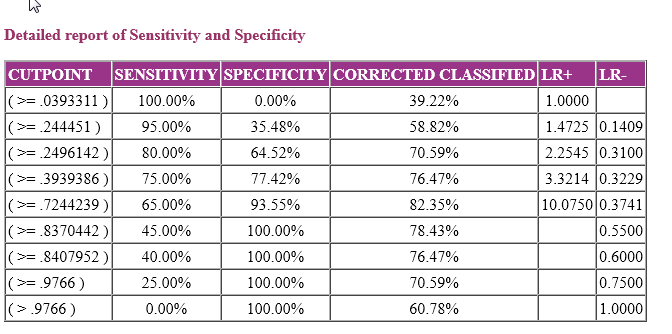 Detailed report of Sensitivity and Specificity
CUTPOINT SENSITIVITY SPECIFICITY CORRECTED CLASSIFIED LR+ LR-
( >= .0393311 ) 100.00% 0.00% 39.22% 1.0000
( >= .244451 ) 95.00% 35.48% 58.82% 1.4725 0.1409
( >= .2496142 ) 80.00% 64.52% 70.59% 2.2545 0.3100
( >= .3939386 ) 75.00% 77.42% 76.47% 3.3214 0.3229
( >= .7244239 ) 65.00% 93.55% 82.35% 10.0750 0.3741
( >= .8370442 ) 45.00% 100.00% 78.43% 0.5500
( >= .8407952 ) 40.00% 100.00% 76.47% 0.6000
( >= .9766 ) 25.00% 100.00% 70.59% 0.7500
( > .9766 ) 0.00% 100.00% 60.78% 1.0000